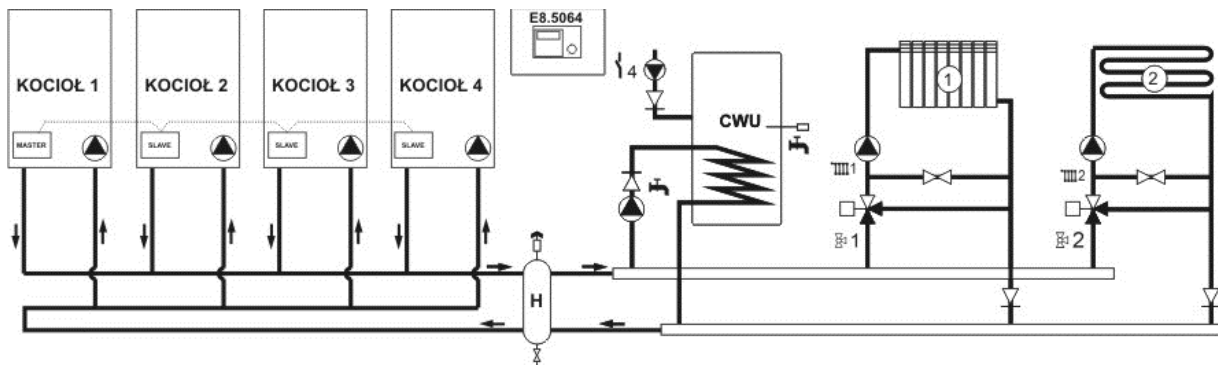 E8.5064
KOCIOŁ 1
KOCIOŁ 2
KOCIOŁ 3
KOCIOŁ 4
MASTER
SLAVE
SLAVE
SLAVE
4
CWU
1
2
1
2
1
2
H